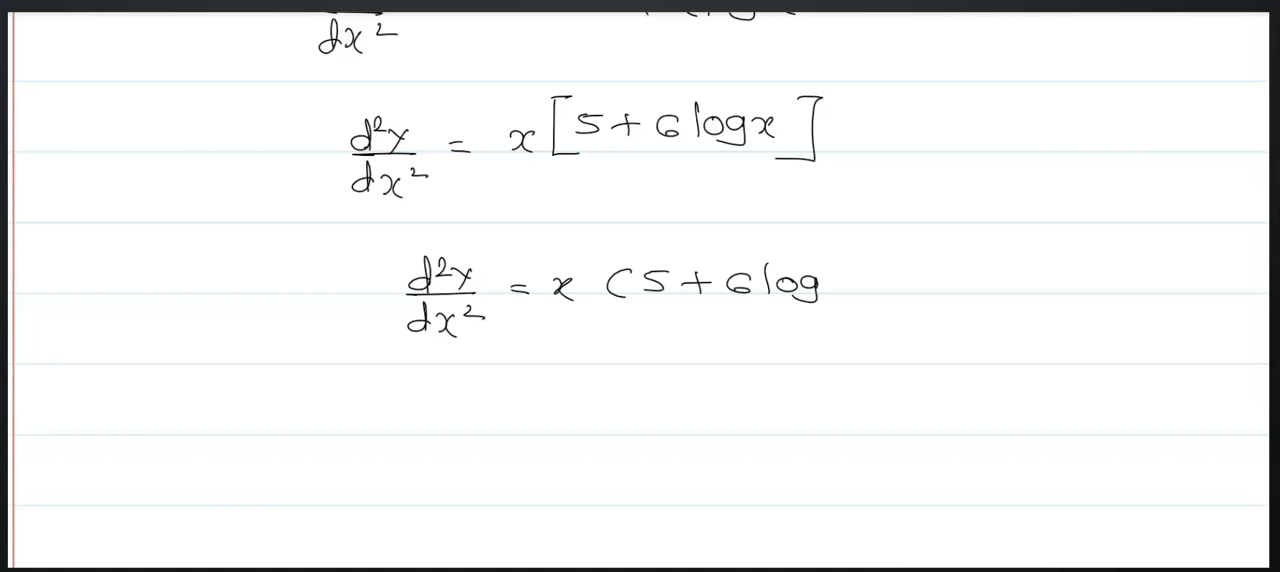 dx²
d²y/dx² = x [5 + 6 log x]
d²y/dx² = x (5 + 6 log